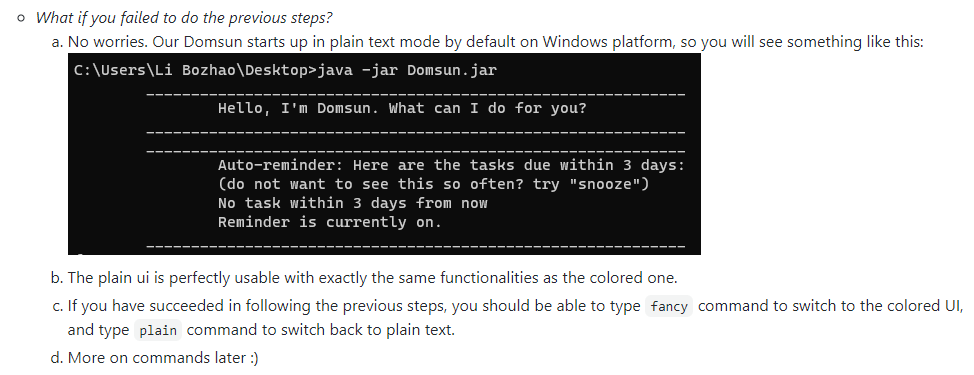 What if you failed to do the previous steps?
a. No worries. Our Domsun starts up in plain text mode by default on Windows platform, so you will see something like this:
C:\Users\Li Bozhao\Desktop>java -jar Domsun.jar
____________________________________________________________
Hello, I'm Domsun. What can I do for you?
____________________________________________________________
____________________________________________________________
Auto-reminder: Here are the tasks due within 3 days:
(do not want to see this so often? try "snooze")
No task within 3 days from now
Reminder is currently on.
____________________________________________________________
b. The plain ui is perfectly usable with exactly the same functionalities as the colored one.
c. If you have succeeded in following the previous steps, you should be able to type fancy command to switch to the colored UI,
and type plain command to switch back to plain text.
d. More on commands later :)